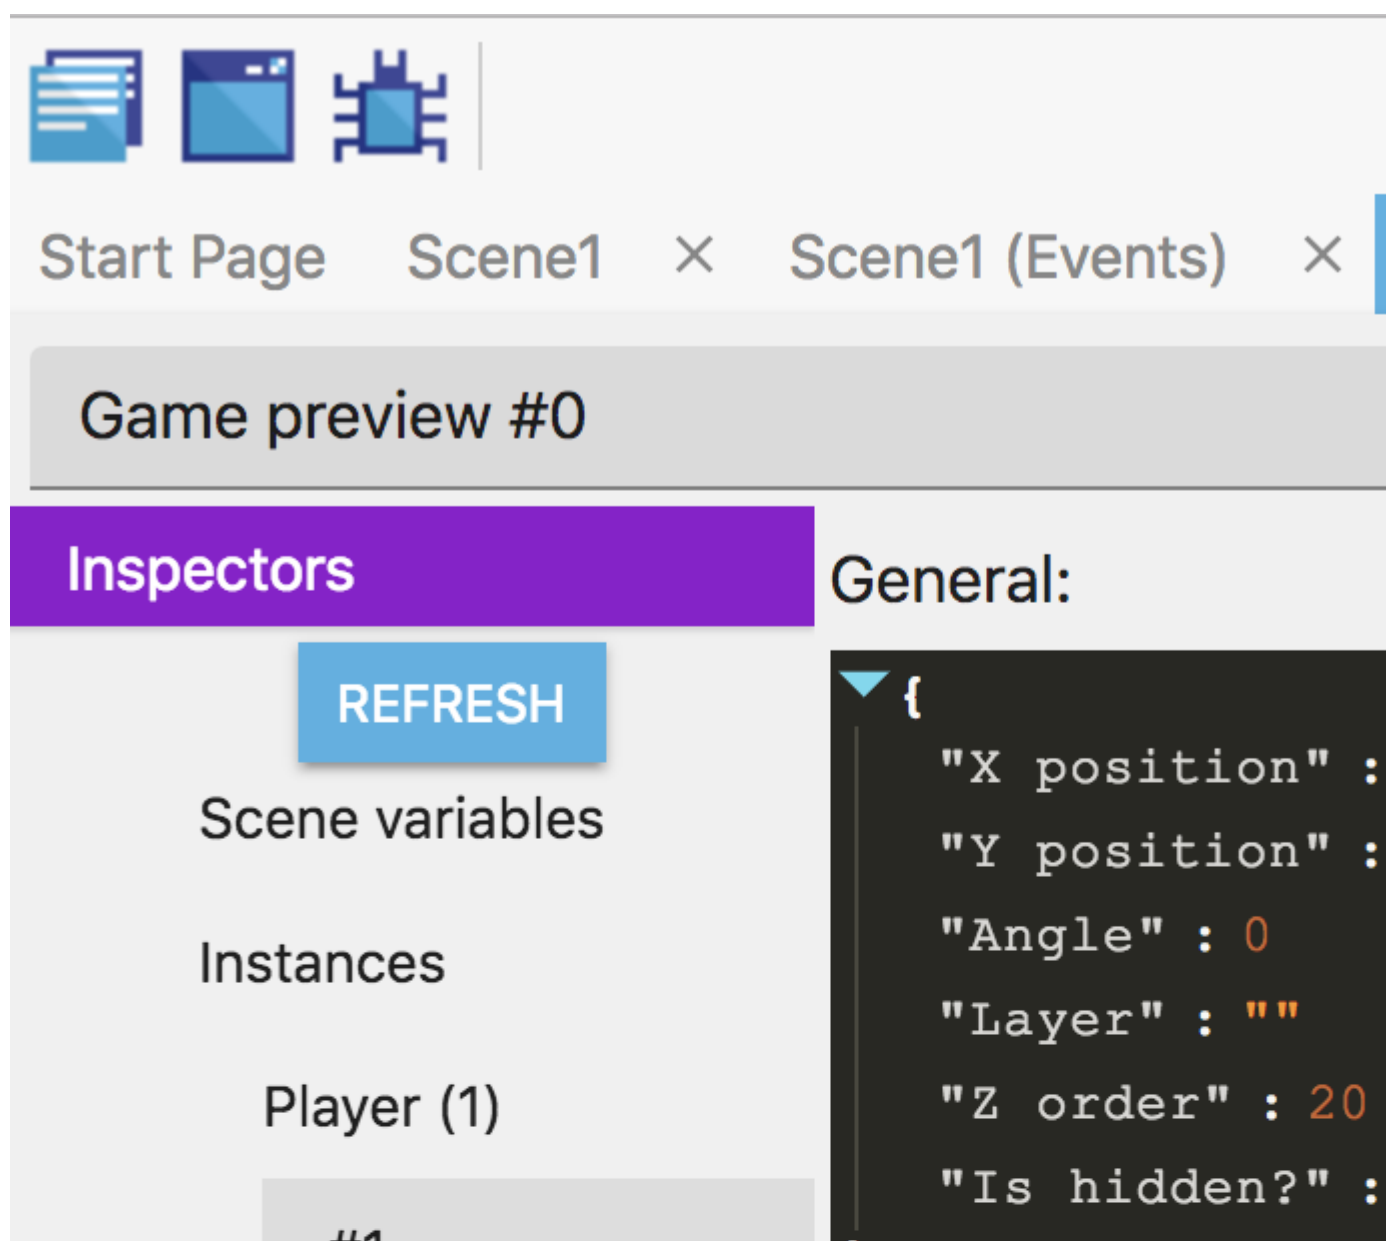 Start Page Scene1 × Scene1 (Events) ×
Game preview #0
Inspectors
REFRESH
Scene variables
Instances
Player (1)
#1
General:
{
"X position" :
"Y position" :
"Angle" : 0
"Layer" : ""
"Z order" : 20
"Is hidden?" :